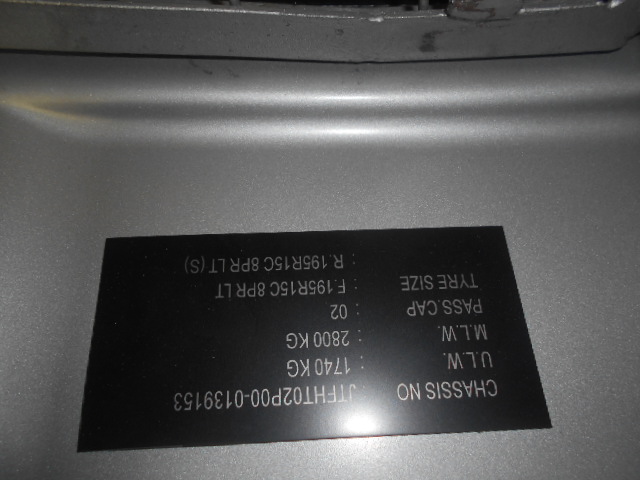 CHASSIS NO : JTFHT02P00-0139153
U.L.W. : 1740 KG
M.L.W. : 2800 KG
PASS.CAP : 02
TYRE SIZE : F.195R15C 8PR LT
: R.195R15C 8PR LT (S)